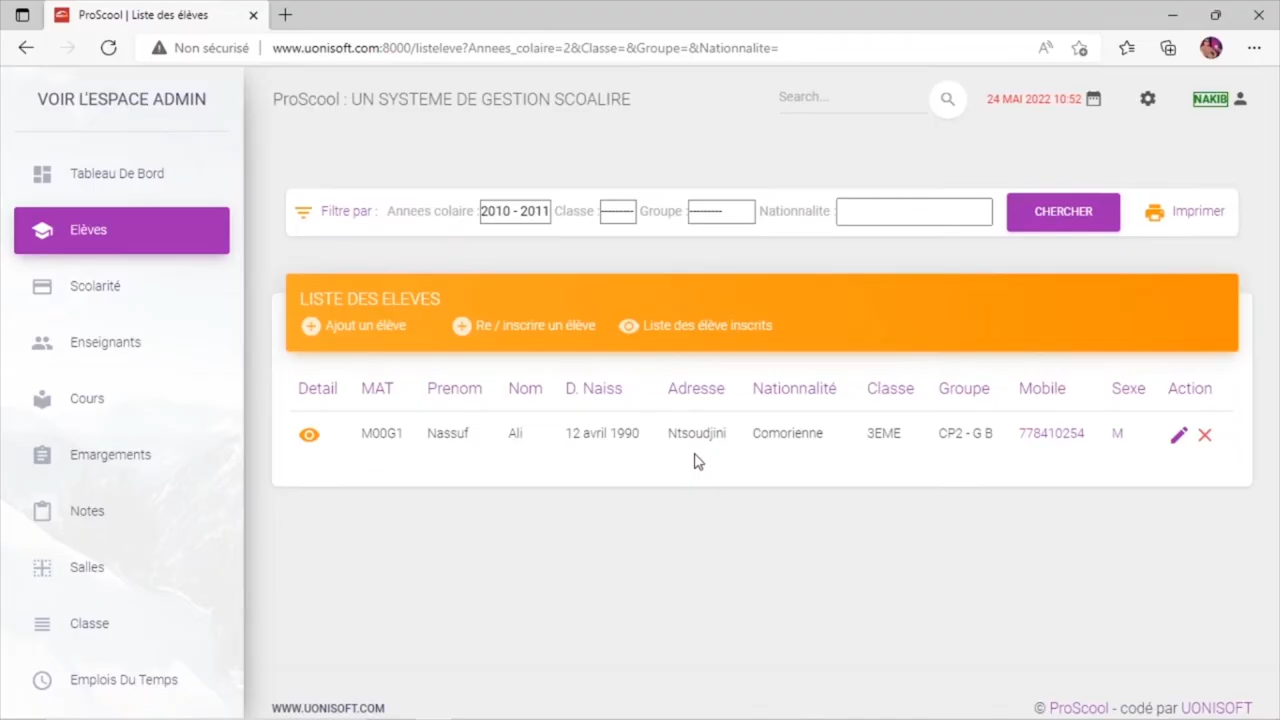 ProScool | Liste des élèves
Non sécurisé www.uonisoft.com:8000/listeleve?Annees_colaire=2&Classe=&Groupe=&Nationnalite=
VOIR L'ESPACE ADMIN
Tableau De Bord
Elèves
Scolarité
Enseignants
Cours
Emargements
Notes
Salles
Classe
Emplois Du Temps
ProScool : UN SYSTEME DE GESTION SCOALIRE
Search...
24 MAI 2022 10:52
NAKIB
Filtre par : Annees colaire : 2010 - 2011 Classe : --------- Groupe : --------- Nationnalite :
CHERCHER
Imprimer
LISTE DES ELEVES
Ajout un élève Re / inscrire un élève Liste des élève inscrits
Detail MAT Prenom Nom D. Naiss Adresse Nationnalité Classe Groupe Mobile Sexe Action
M00G1 Nassuf Ali 12 avril 1990 Ntsoudjini Comorienne 3EME CP2 - G B 778410254 M
WWW.UONISOFT.COM
© ProScool - codé par UONISOFT